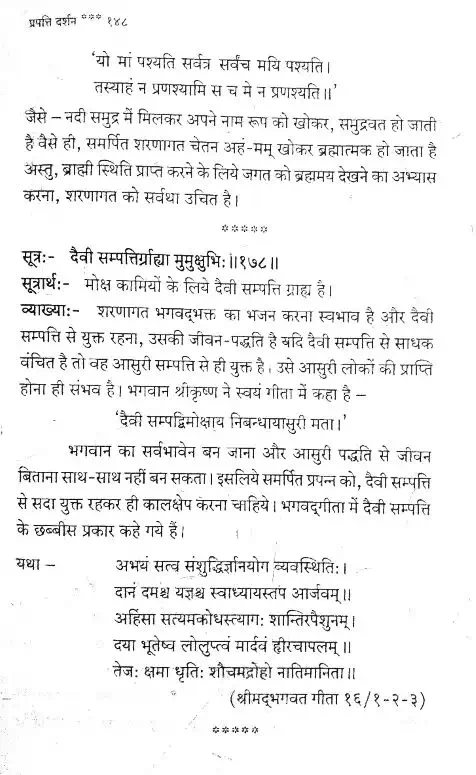 प्रपत्ति दर्शन *** १४८
‘यो मां पश्यति सर्वत्र सर्वंच मयि पश्यति।
तस्याहं न प्रणश्यामि स च मे न प्रणश्यति॥’
जैसे – नदी समुद्र में मिलकर अपने नाम रूप को खोकर, समुद्रवत हो जाती
है वैसे ही, समर्पित शरणागत चेतन अहं-मम् खोकर ब्रह्मात्मक हो जाता है
अस्तु, ब्राह्मी स्थिति प्राप्त करने के लिये जगत को ब्रह्ममय देखने का अभ्यास
करना, शरणागत को सर्वथा उचित है।
*****
सूत्र:- दैवी सम्पत्तिर्ग्राह्या मुमुक्षुभि:॥१७८॥
सूत्रार्थ:- मोक्ष कामियों के लिये दैवी सम्पत्ति ग्राह्य है।
व्याख्या:- शरणागत भगवद्भक्त का भजन करना स्वभाव है और दैवी
सम्पत्ति से युक्त रहना, उसकी जीवन-पद्धति है यदि दैवी सम्पत्ति से साधक
वंचित है तो वह आसुरी सम्पत्ति से ही युक्त है। उसे आसुरी लोकों की प्राप्ति
होना ही संभव है। भगवान श्रीकृष्ण ने स्वयं गीता में कहा है –
‘दैवी सम्पद्विमोक्षाय निबन्धायासुरी मता।’
भगवान का सर्वभावेन बन जाना और आसुरी पद्धति से जीवन
बिताना साथ-साथ नहीं बन सकता। इसलिये समर्पित प्रपन्न को, दैवी सम्पत्ति
से सदा युक्त रहकर ही कालक्षेप करना चाहिये। भगवद्गीता में दैवी सम्पत्ति
के छब्बीस प्रकार कहे गये हैं।
यथा – अभयं सत्व संशुद्धिर्ज्ञानयोग व्यवस्थिति:।
दानं दमश्च यज्ञश्च स्वाध्यायस्तप आर्जवम्॥
अहिंसा सत्यमकोधस्त्याग: शान्तिरपैशुनम्।
दया भूतेष्व लोलुप्त्वं मार्दवं ह्रीरचापलम्॥
तेज: क्षमा धृति: शौचमद्रोहो नातिमानिता॥
(श्रीमद्भगवत गीता १६/१-२-३)
*****